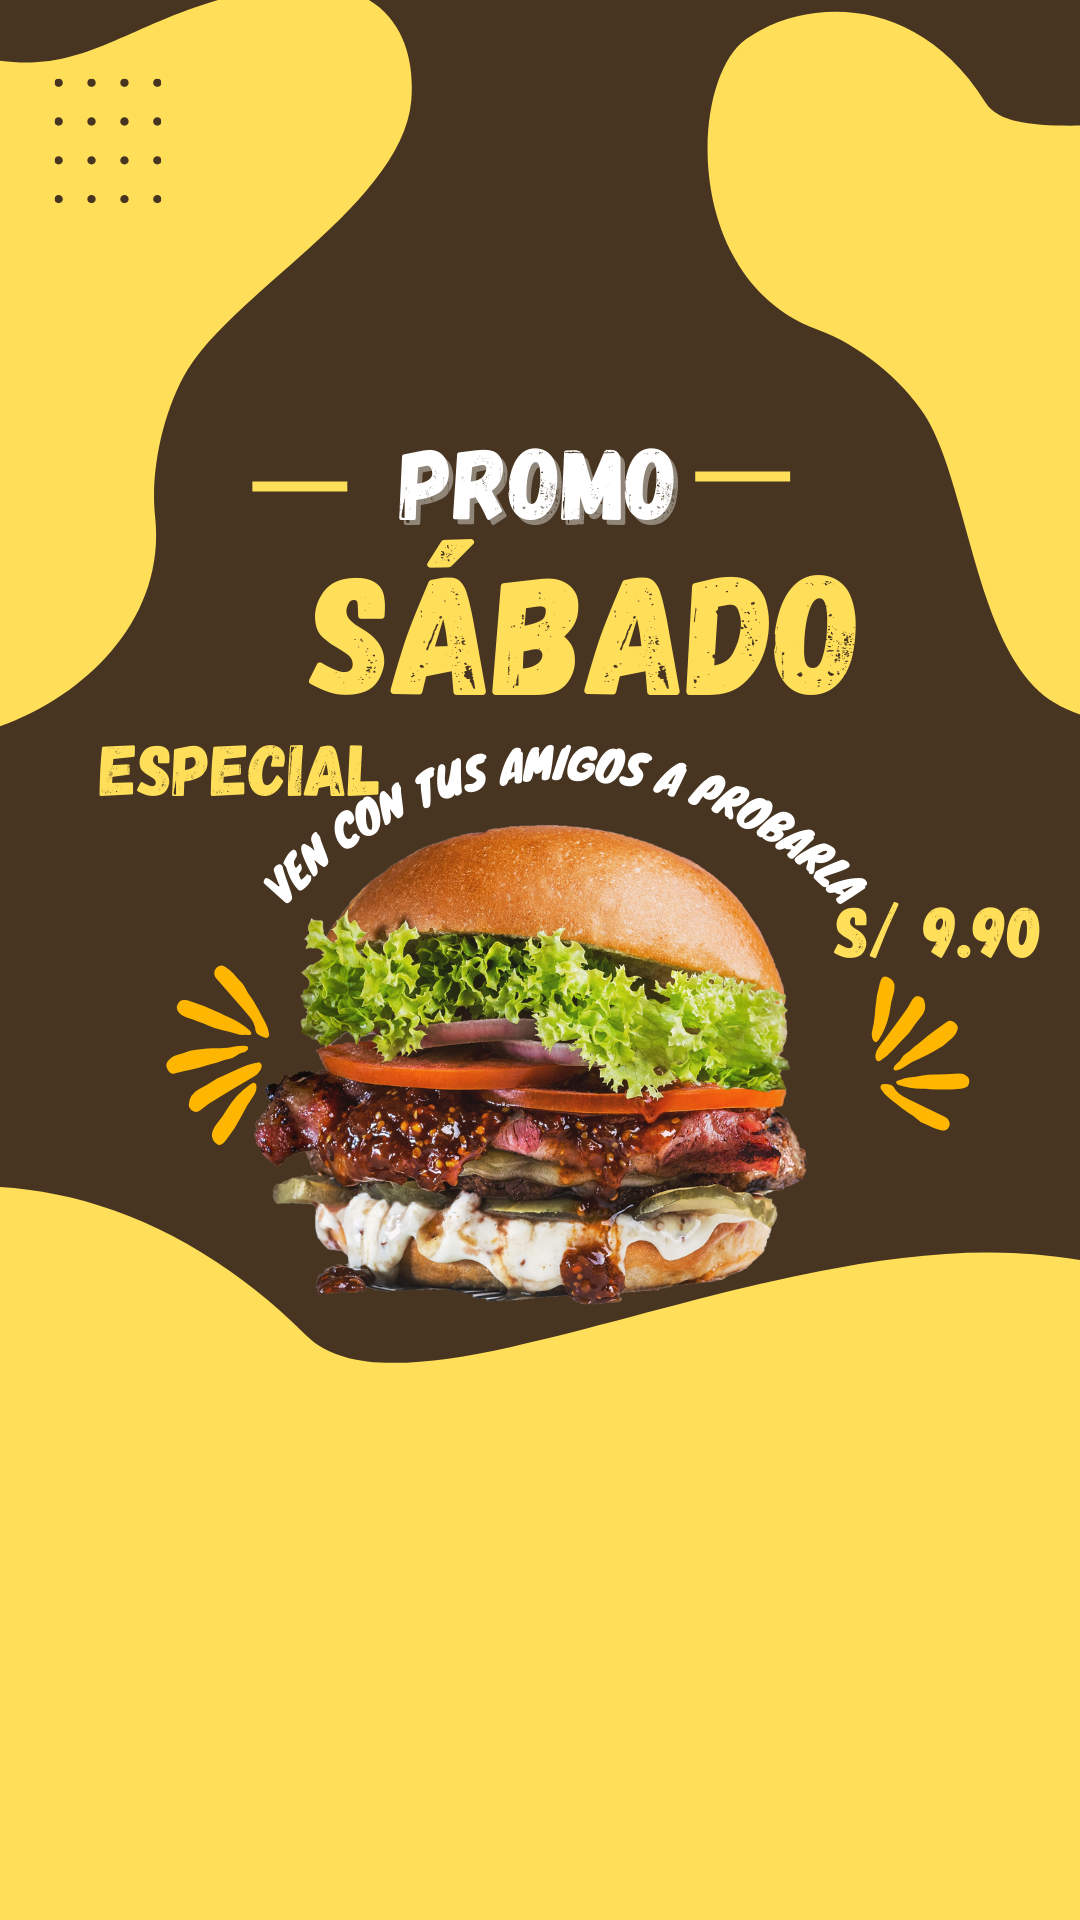 PROMO
SÁBADO
ESPECIAL
VEN CON TUS AMIGOS A PROBARLA
S/ 9.90